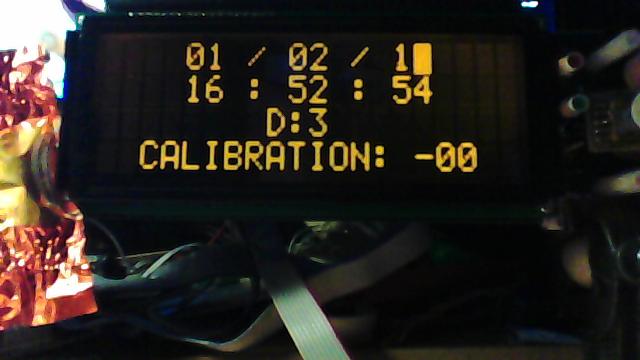 01 / 02 / 1
16 : 52 : 54
D:3
CALIBRATION: -00